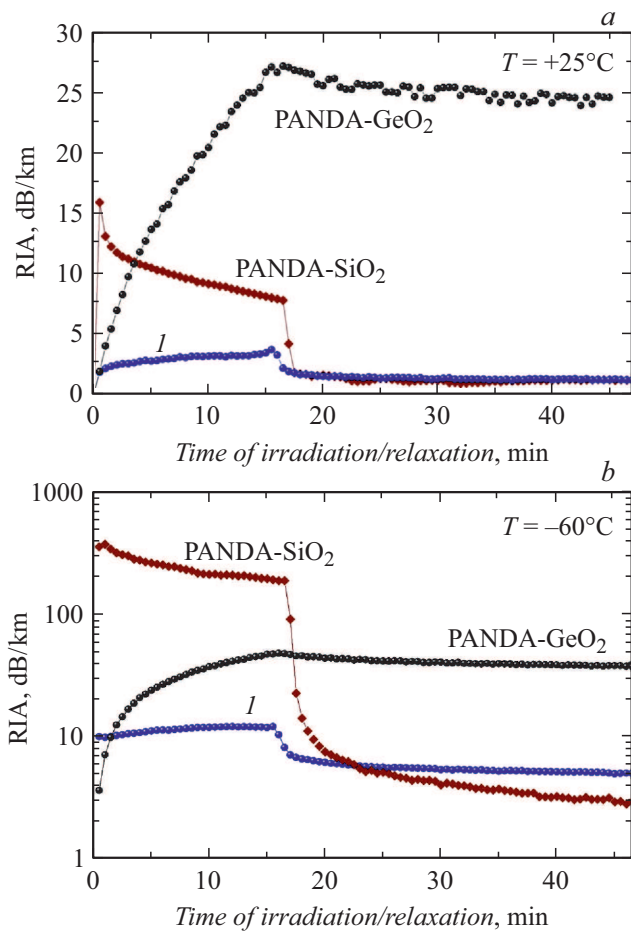 a
30
T = +25°C
25
PANDA-GeO₂
20
RIA, dB/km
15
PANDA-SiO₂
10
1
5
0
0 10 20 30 40
Time of irradiation/relaxation, min
b
1000
T = –60°C
PANDA-SiO₂
100
PANDA-GeO₂
RIA, dB/km
1
10
1
0 10 20 30 40
Time of irradiation/relaxation, min